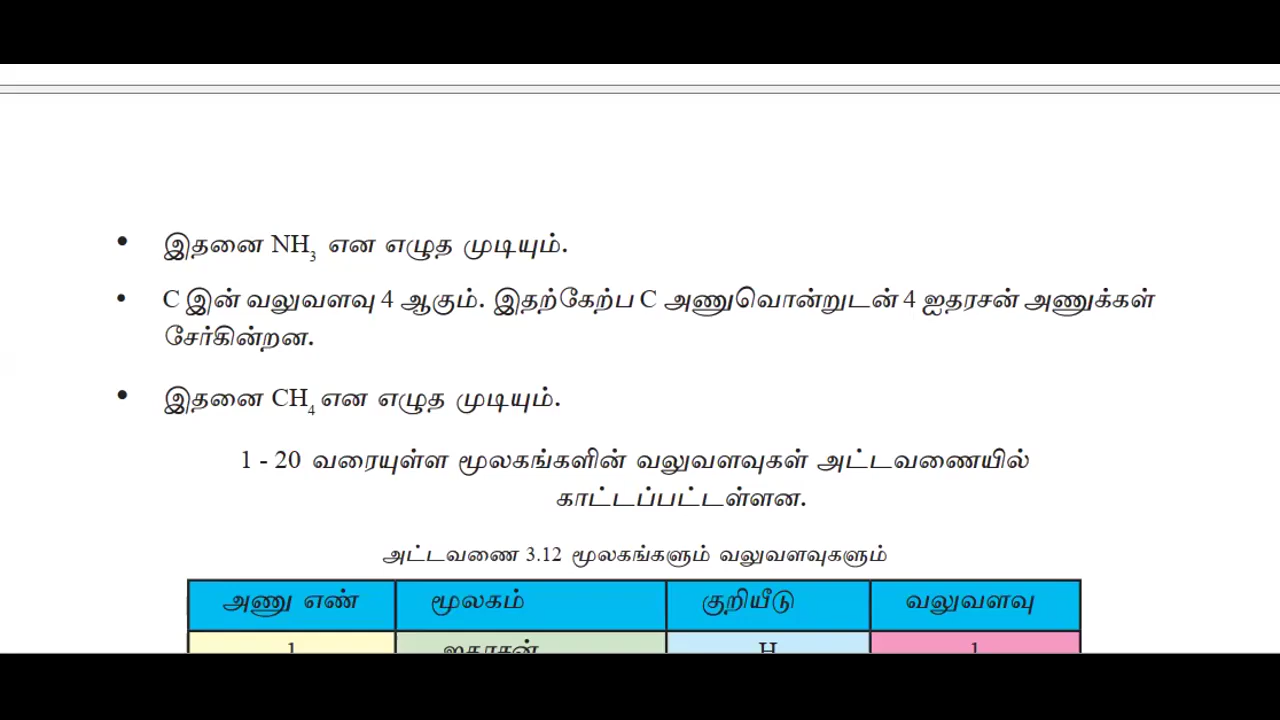 • இதனை NH₃ என எழுத முடியும்.
• C இன் வலுவளவு 4 ஆகும். இதற்கேற்ப C அணுவொன்றுடன் 4 ஐதரசன் அணுக்கள்
சேர்கின்றன.
• இதனை CH₄ என எழுத முடியும்.
1 - 20 வரையுள்ள மூலகங்களின் வலுவளவுகள் அட்டவணையில்
காட்டப்பட்டள்ளன.
அட்டவணை 3.12 மூலகங்களும் வலுவளவுகளும்
அணு எண் மூலகம் குறியீடு வலுவளவு
1 ஐதரசன் H 1